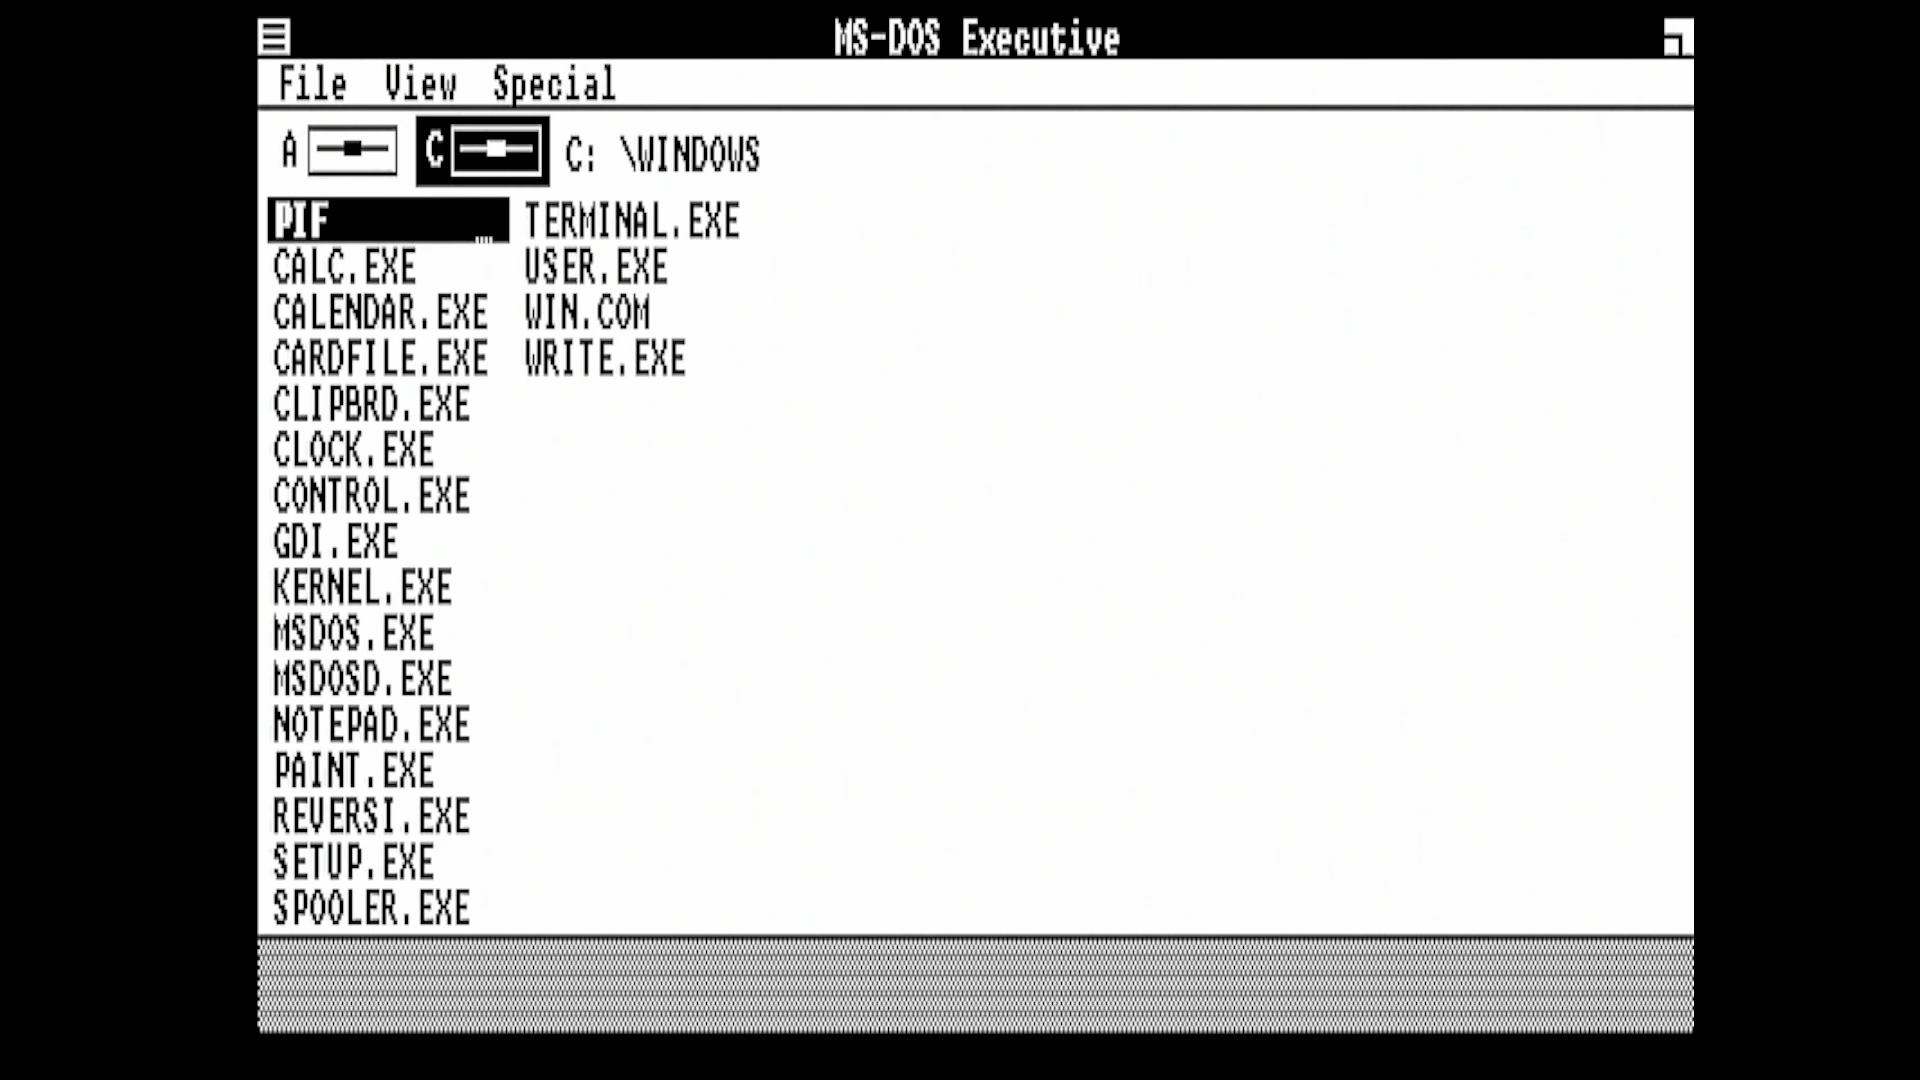 MS-DOS Executive
File View Special
A C C: \WINDOWS
PIF TERMINAL.EXE
CALC.EXE USER.EXE
CALENDAR.EXE WIN.COM
CARDFILE.EXE WRITE.EXE
CLIPBRD.EXE
CLOCK.EXE
CONTROL.EXE
GDI.EXE
KERNEL.EXE
MSDOS.EXE
MSDOSD.EXE
NOTEPAD.EXE
PAINT.EXE
REVERSI.EXE
SETUP.EXE
SPOOLER.EXE